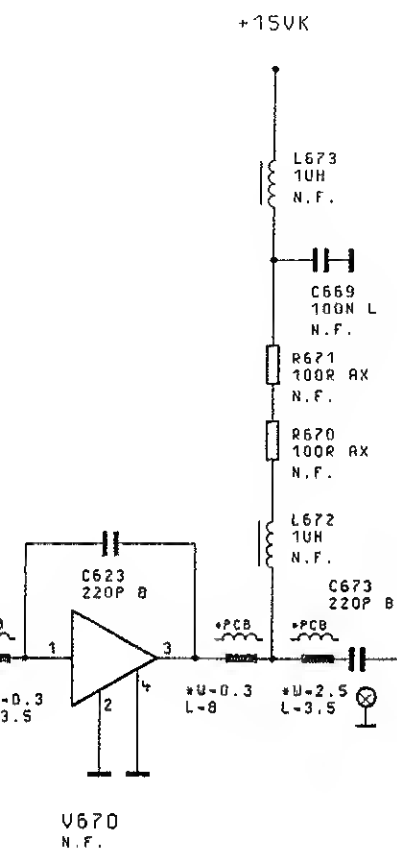 +15VK
L673
1UH
N.F.
C669
100N L
N.F.
R671
100R AX
N.F.
R670
100R AX
N.F.
L672
1UH
N.F.
C623
220P B
C673
220P B
*PCB
*PCB
1
3
2
4
=0.3
3.5
*W=0.3
L=8
*W=2.5
L=3.5
V670
N.F.